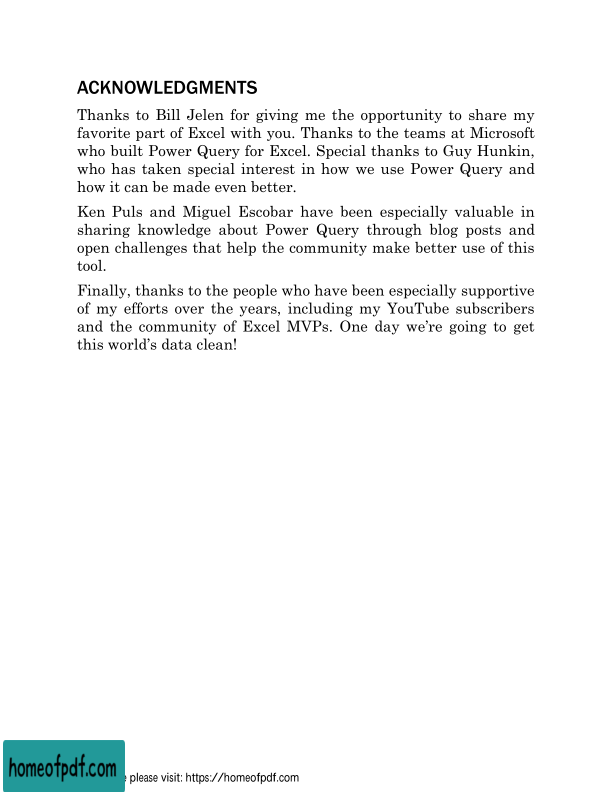 ACKNOWLEDGMENTS
Thanks to Bill Jelen for giving me the opportunity to share my
favorite part of Excel with you. Thanks to the teams at Microsoft
who built Power Query for Excel. Special thanks to Guy Hunkin,
who has taken special interest in how we use Power Query and
how it can be made even better.
Ken Puls and Miguel Escobar have been especially valuable in
sharing knowledge about Power Query through blog posts and
open challenges that help the community make better use of this
tool.
Finally, thanks to the people who have been especially supportive
of my efforts over the years, including my YouTube subscribers
and the community of Excel MVPs. One day we’re going to get
this world’s data clean!
homeofpdf.com
please visit: https://homeofpdf.com